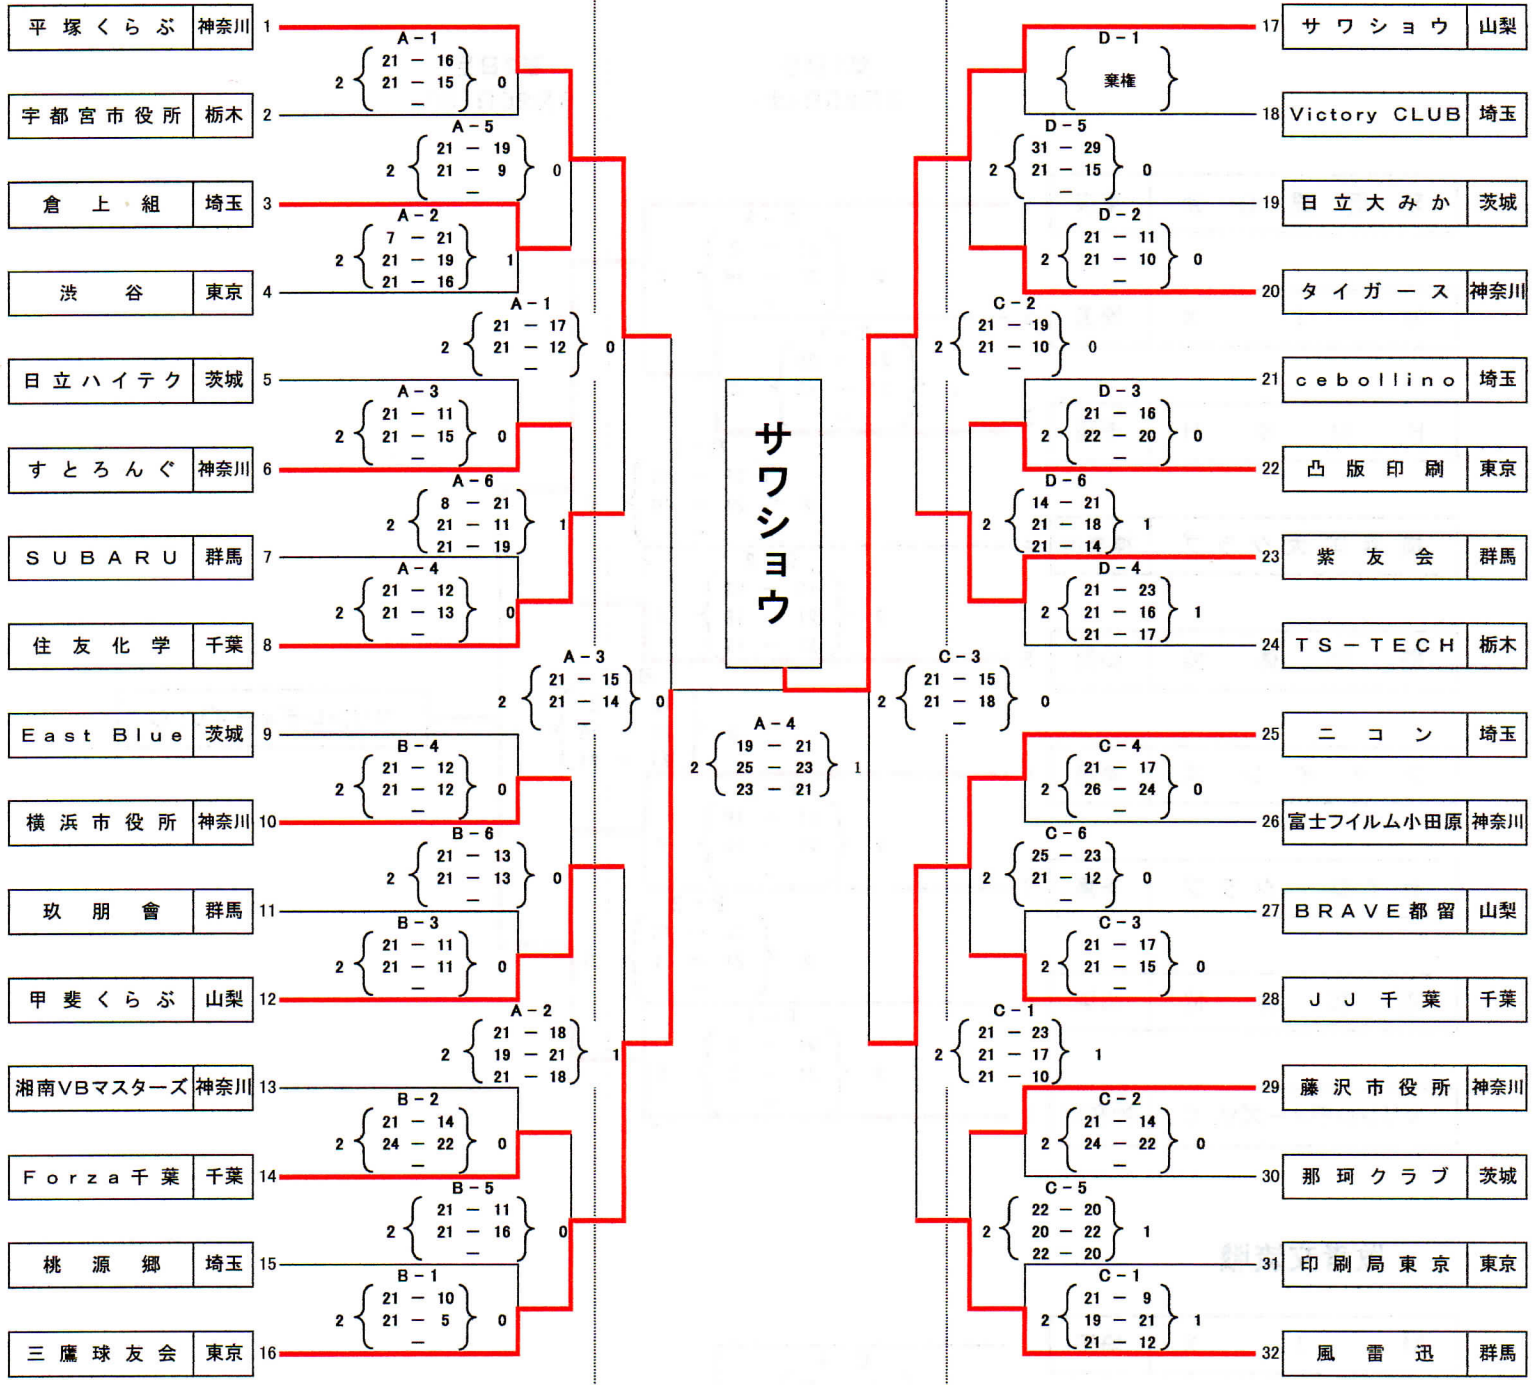 平塚くらぶ 神奈川 1
A-1
21 - 16
2 21 - 15 0
-
宇都宮市役所 栃木 2
A-5
21 - 19
2 21 - 9 0
-
倉上組 埼玉 3
A-2
7 - 21
2 21 - 19 1
21 - 16
渋谷 東京 4
A-1
21 - 17
2 21 - 12 0
-
日立ハイテク 茨城 5
A-3
21 - 11
2 21 - 15 0
-
すとろんぐ 神奈川 6
A-6
8 - 21
2 21 - 11 1
21 - 19
SUBARU 群馬 7
A-4
21 - 12
2 21 - 13 0
-
住友化学 千葉 8
A-3
21 - 15
2 21 - 14 0
-
East Blue 茨城 9
B-4
21 - 12
2 21 - 12 0
-
横浜市役所 神奈川 10
B-6
21 - 13
2 21 - 13 0
-
玖朋會 群馬 11
B-3
21 - 11
2 21 - 11 0
-
甲斐くらぶ 山梨 12
A-2
21 - 18
2 19 - 21 1
21 - 18
湘南VBマスターズ 神奈川 13
B-2
21 - 14
2 24 - 22 0
-
Forza千葉 千葉 14
B-5
21 - 11
2 21 - 16 0
-
桃源郷 埼玉 15
B-1
21 - 10
2 21 - 5 0
-
三鷹球友会 東京 16
サワショウ
A-4
19 - 21
2 25 - 23 1
23 - 21
17 サワショウ 山梨
D-1
棄権
18 Victory CLUB 埼玉
D-5
31 - 29
2 21 - 15 0
-
19 日立大みか 茨城
D-2
21 - 11
2 21 - 10 0
-
20 タイガース 神奈川
C-2
21 - 19
2 21 - 10 0
-
21 cebollino 埼玉
D-3
21 - 16
2 22 - 20 0
-
22 凸版印刷 東京
D-6
14 - 21
2 21 - 18 1
21 - 14
23 紫友会 群馬
D-4
21 - 23
2 21 - 16 1
21 - 17
24 TS-TECH 栃木
C-3
21 - 15
2 21 - 18 0
-
25 ニコン 埼玉
C-4
21 - 17
2 26 - 24 0
-
26 富士フイルム小田原 神奈川
C-6
25 - 23
2 21 - 12 0
-
27 BRAVE都留 山梨
C-3
21 - 17
2 21 - 15 0
-
28 JJ千葉 千葉
C-1
21 - 23
2 21 - 17 1
21 - 10
29 藤沢市役所 神奈川
C-2
21 - 14
2 24 - 22 0
-
30 那珂クラブ 茨城
C-5
22 - 20
2 20 - 22 1
22 - 20
31 印刷局東京 東京
C-1
21 - 9
2 19 - 21 1
21 - 12
32 風雷迅 群馬